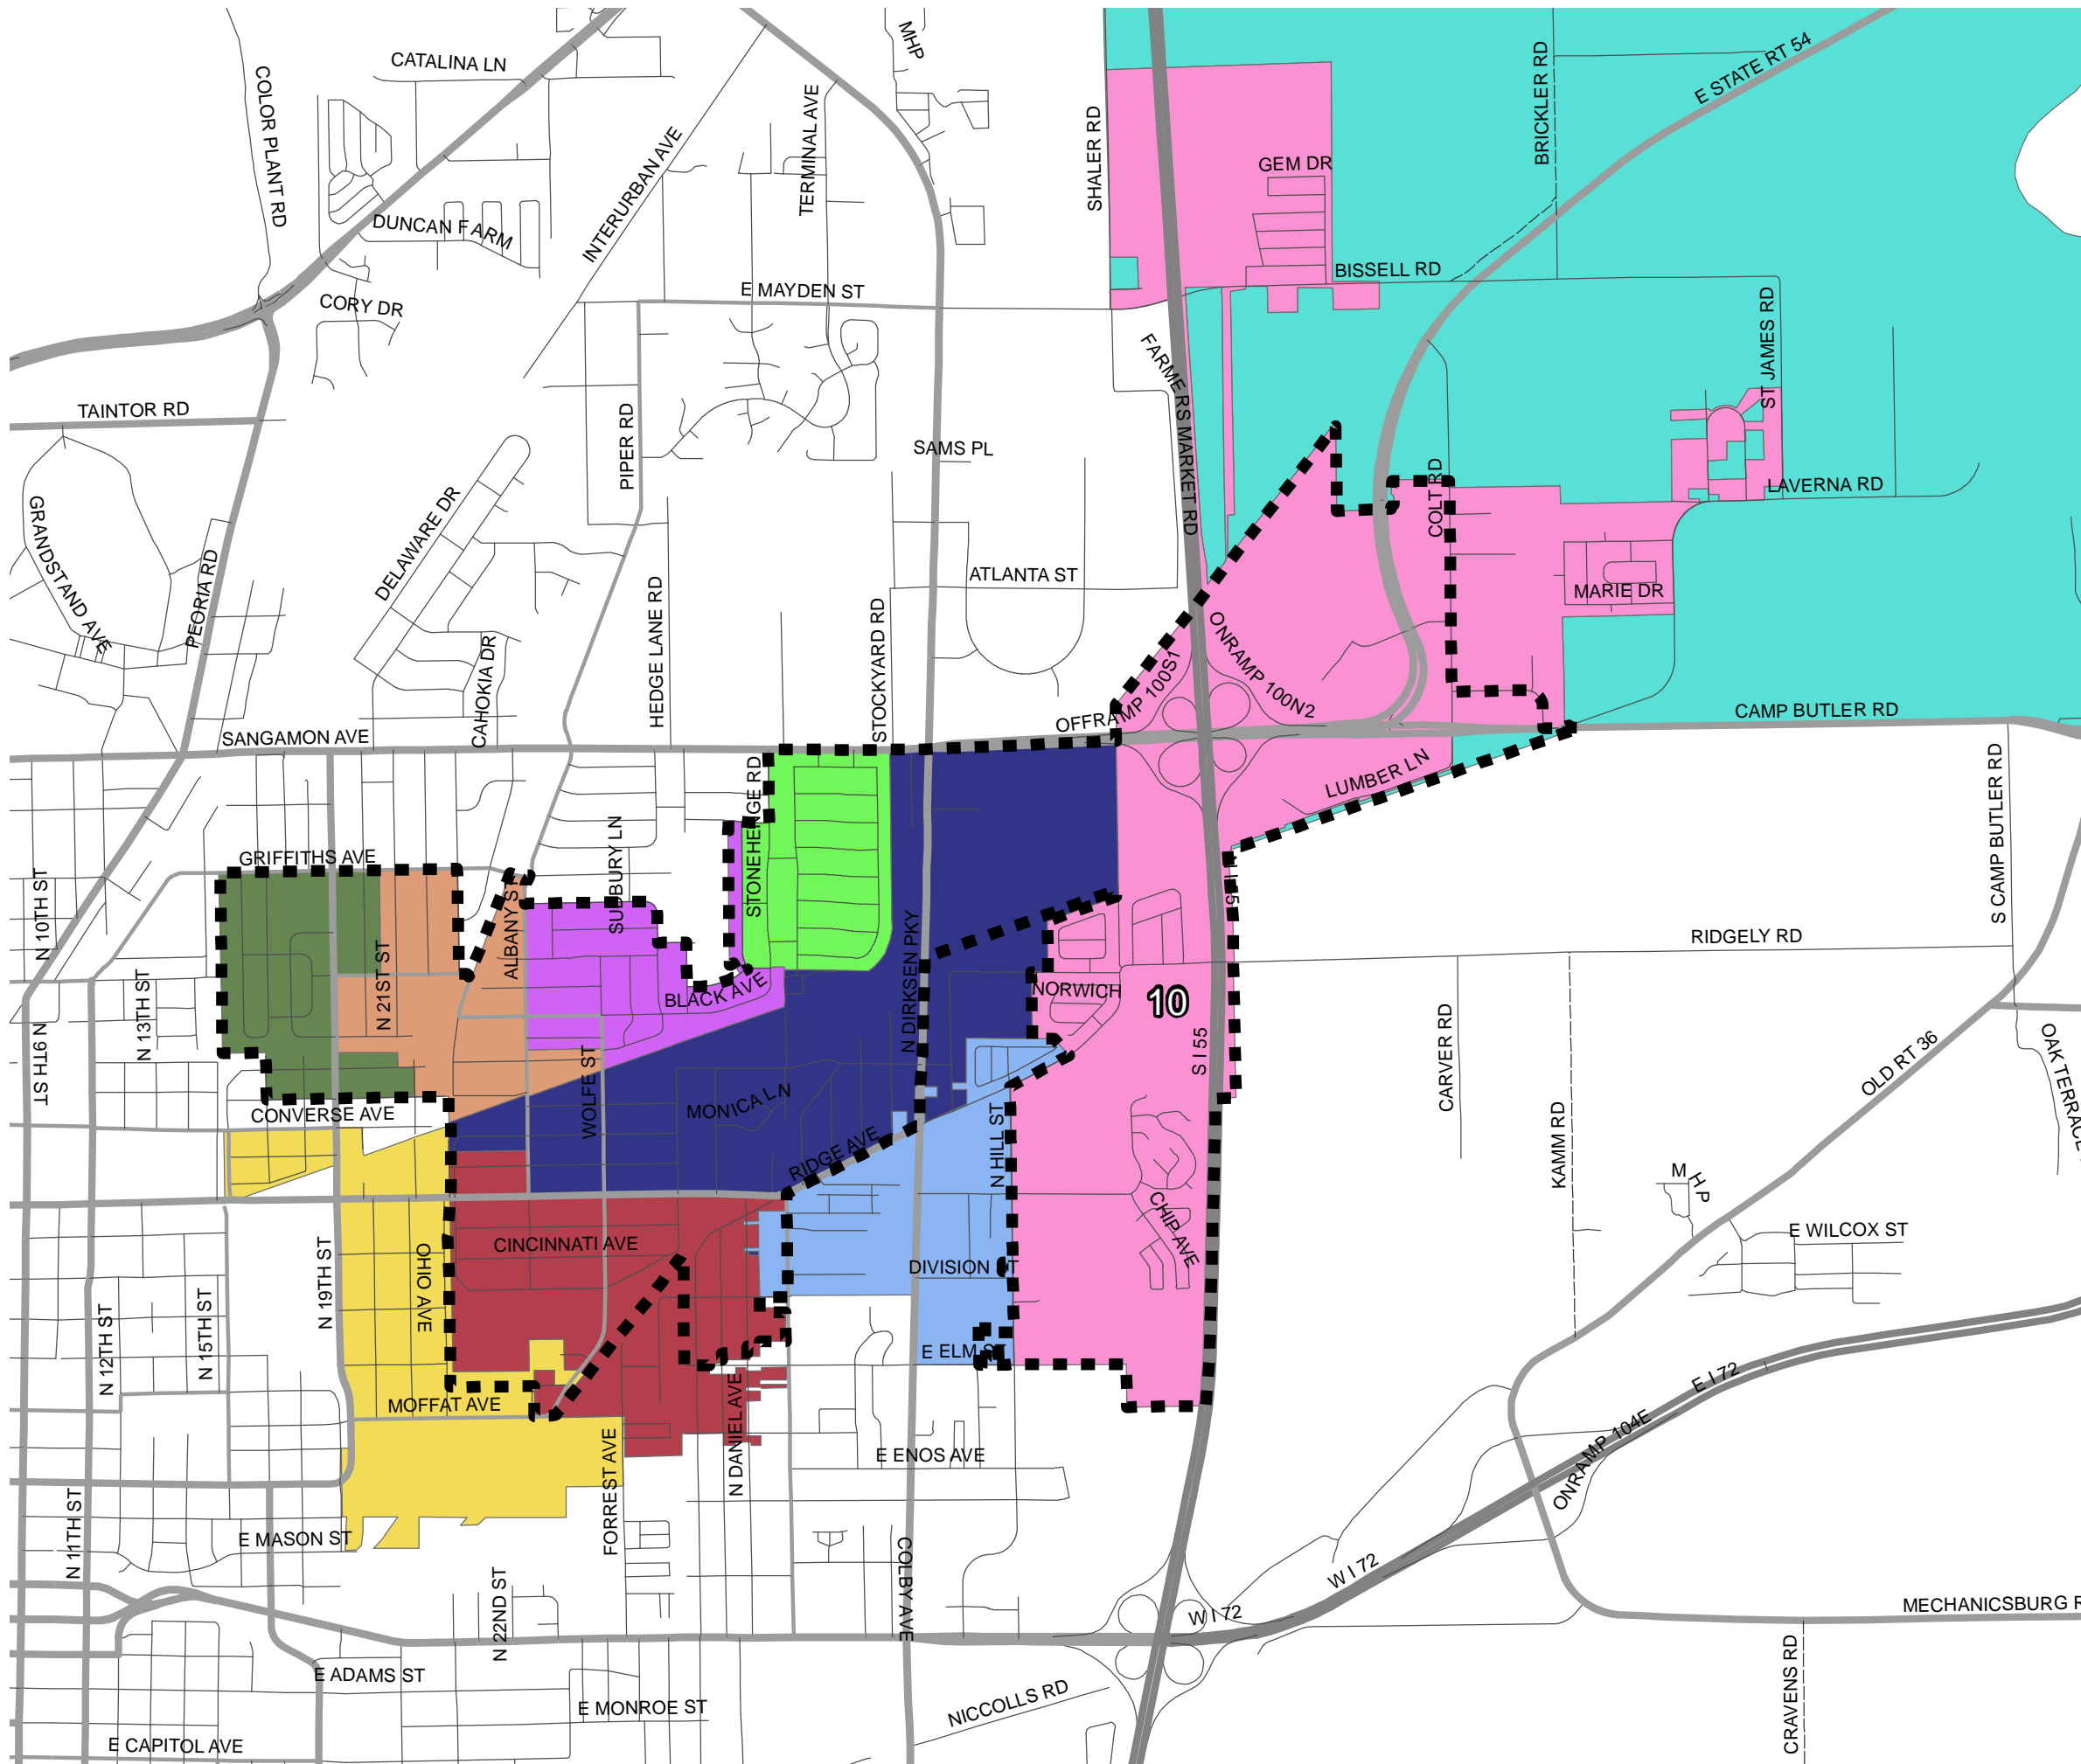 MHP
CATALINA LN
E STATE RT 54
COLOR PLANT RD
BRICKLER RD
TERMINAL AVE
SHALER RD
INTERURBAN AVE
GEM DR
DUNCAN FARM
BISSELL RD
E MAYDEN ST
CORY DR
ST JAMES RD
FARME RS MARKET RD
TAINTOR RD
PIPER RD
SAMS PL
COLT RD
LAVERNA RD
GRANDSTAND AVE
DELAWARE DR
PEORIA RD
ATLANTA ST
MARIE DR
HEDGE LANE RD
STOCKYARD RD
CAHOKIA DR
ONRAMP 100N2
OFFRAMP 100S1
SANGAMON AVE
CAMP BUTLER RD
LUMBER LN
STONEHENGE RD
S CAMP BUTLER RD
SUDBURY LN
GRIFFITHS AVE
N 10TH ST
ALBANY ST
N I 55
N 21ST ST
N DIRKSEN PKY
RIDGELY RD
N 13TH ST
BLACK AVE
NORWICH
10
N 9TH ST
S I 55
CARVER RD
OLD RT 36
OAK TERRACE
WOLFE ST
MONICA LN
CONVERSE AVE
N HILL ST
KAMM RD
RIDGE AVE
M H P
CHIP AVE
E WILCOX ST
CINCINNATI AVE
OHIO AVE
N 19TH ST
DIVISION ST
N 12TH ST
N 15TH ST
E ELM ST
E I 72
MOFFAT AVE
N DANIEL AVE
E ENOS AVE
ONRAMP 104E
FORREST AVE
N 11TH ST
E MASON ST
COLBY AVE
W I 72
N 22ND ST
W I 72
MECHANICSBURG R
E ADAMS ST
CRAVENS RD
NICCOLLS RD
E MONROE ST
E CAPITOL AVE